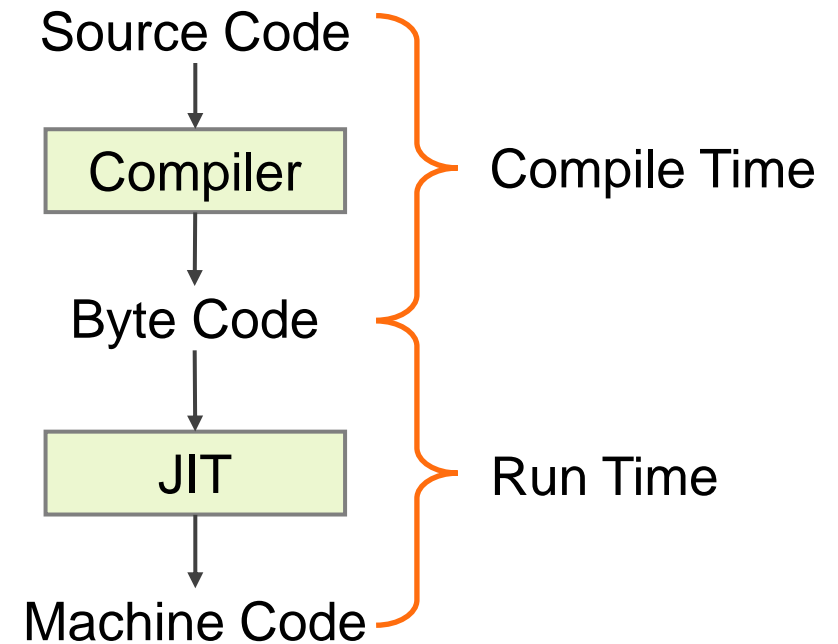 Source Code
Compiler
Compile Time
Byte Code
JIT
Run Time
Machine Code